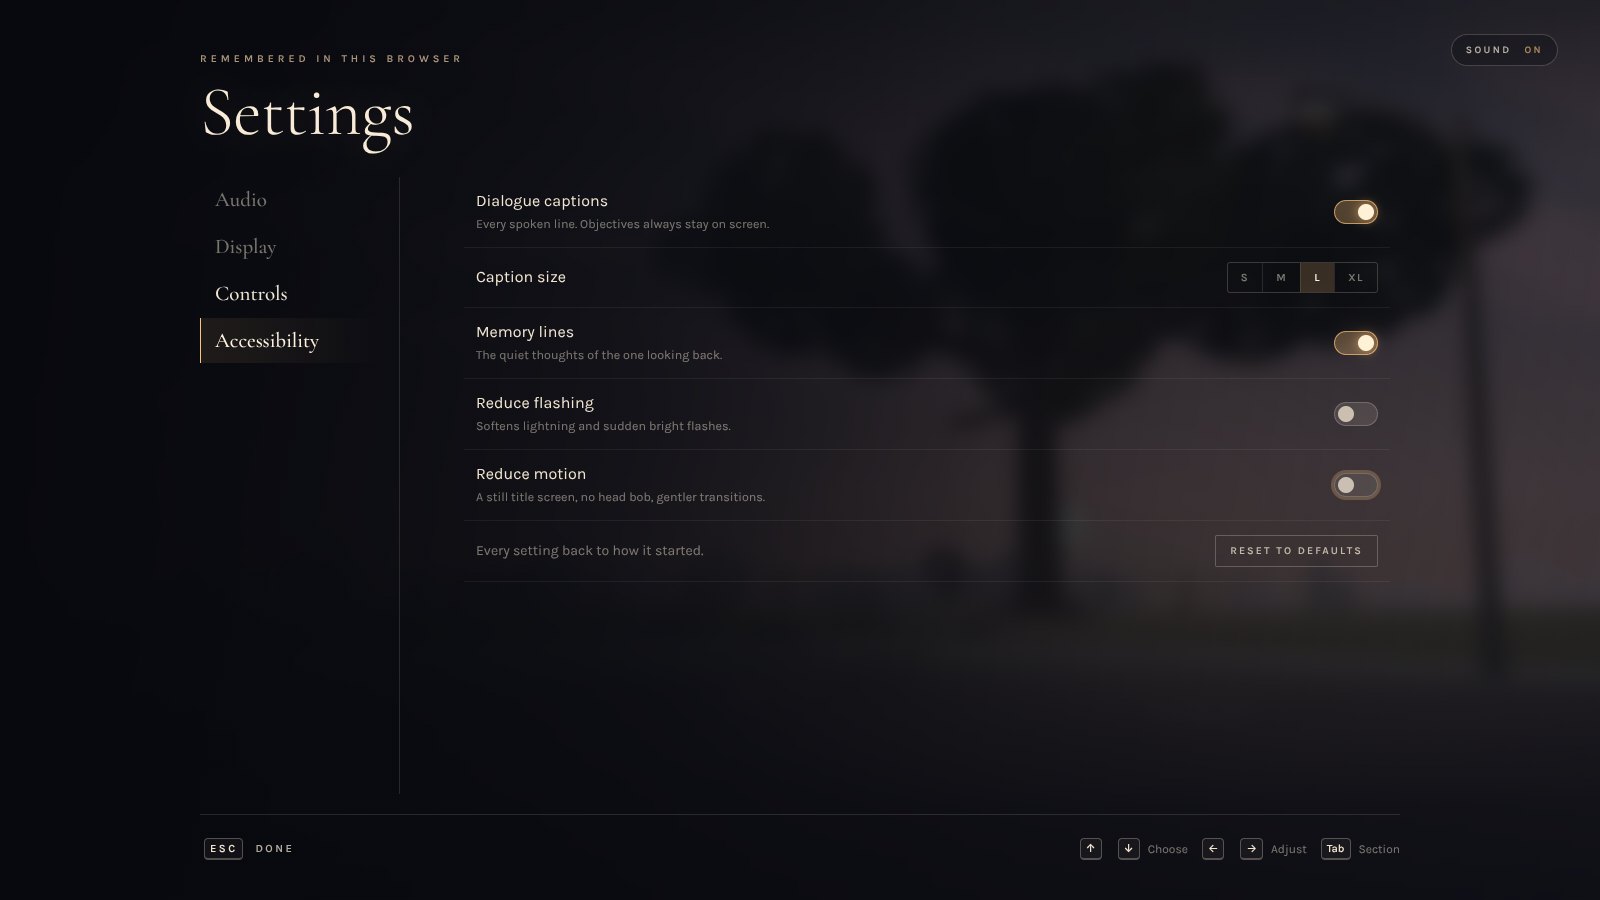 REMEMBERED IN THIS BROWSER
SOUND ON
Settings
Audio
Display
Controls
Accessibility
Dialogue captions
Every spoken line. Objectives always stay on screen.
Caption size
S M L XL
Memory lines
The quiet thoughts of the one looking back.
Reduce flashing
Softens lightning and sudden bright flashes.
Reduce motion
A still title screen, no head bob, gentler transitions.
Every setting back to how it started.
RESET TO DEFAULTS
ESC DONE
↑ ↓ Choose ← → Adjust Tab Section